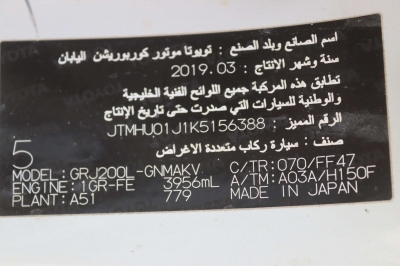 اسم الصانع وبلد الصنع : تويوتا موتور كوربوريشن اليابان
سنة وشهر الانتاج : 2019.03
تطابق هذه المركبة جميع اللوائح الفنية الخليجية
والوطنية للسيارات التى صدرت حتى تاريخ الإنتاج
الرقم المميز : JTMHU01J1K5156388
صنف : سيارة ركاب متعددة الاغراض
5
MODEL: GRJ200L-GNMAKV C/TR: 070/FF47
ENGINE: 1GR-FE 3956mL A/TM: A03A/H150F
PLANT: A51 779 MADE IN JAPAN